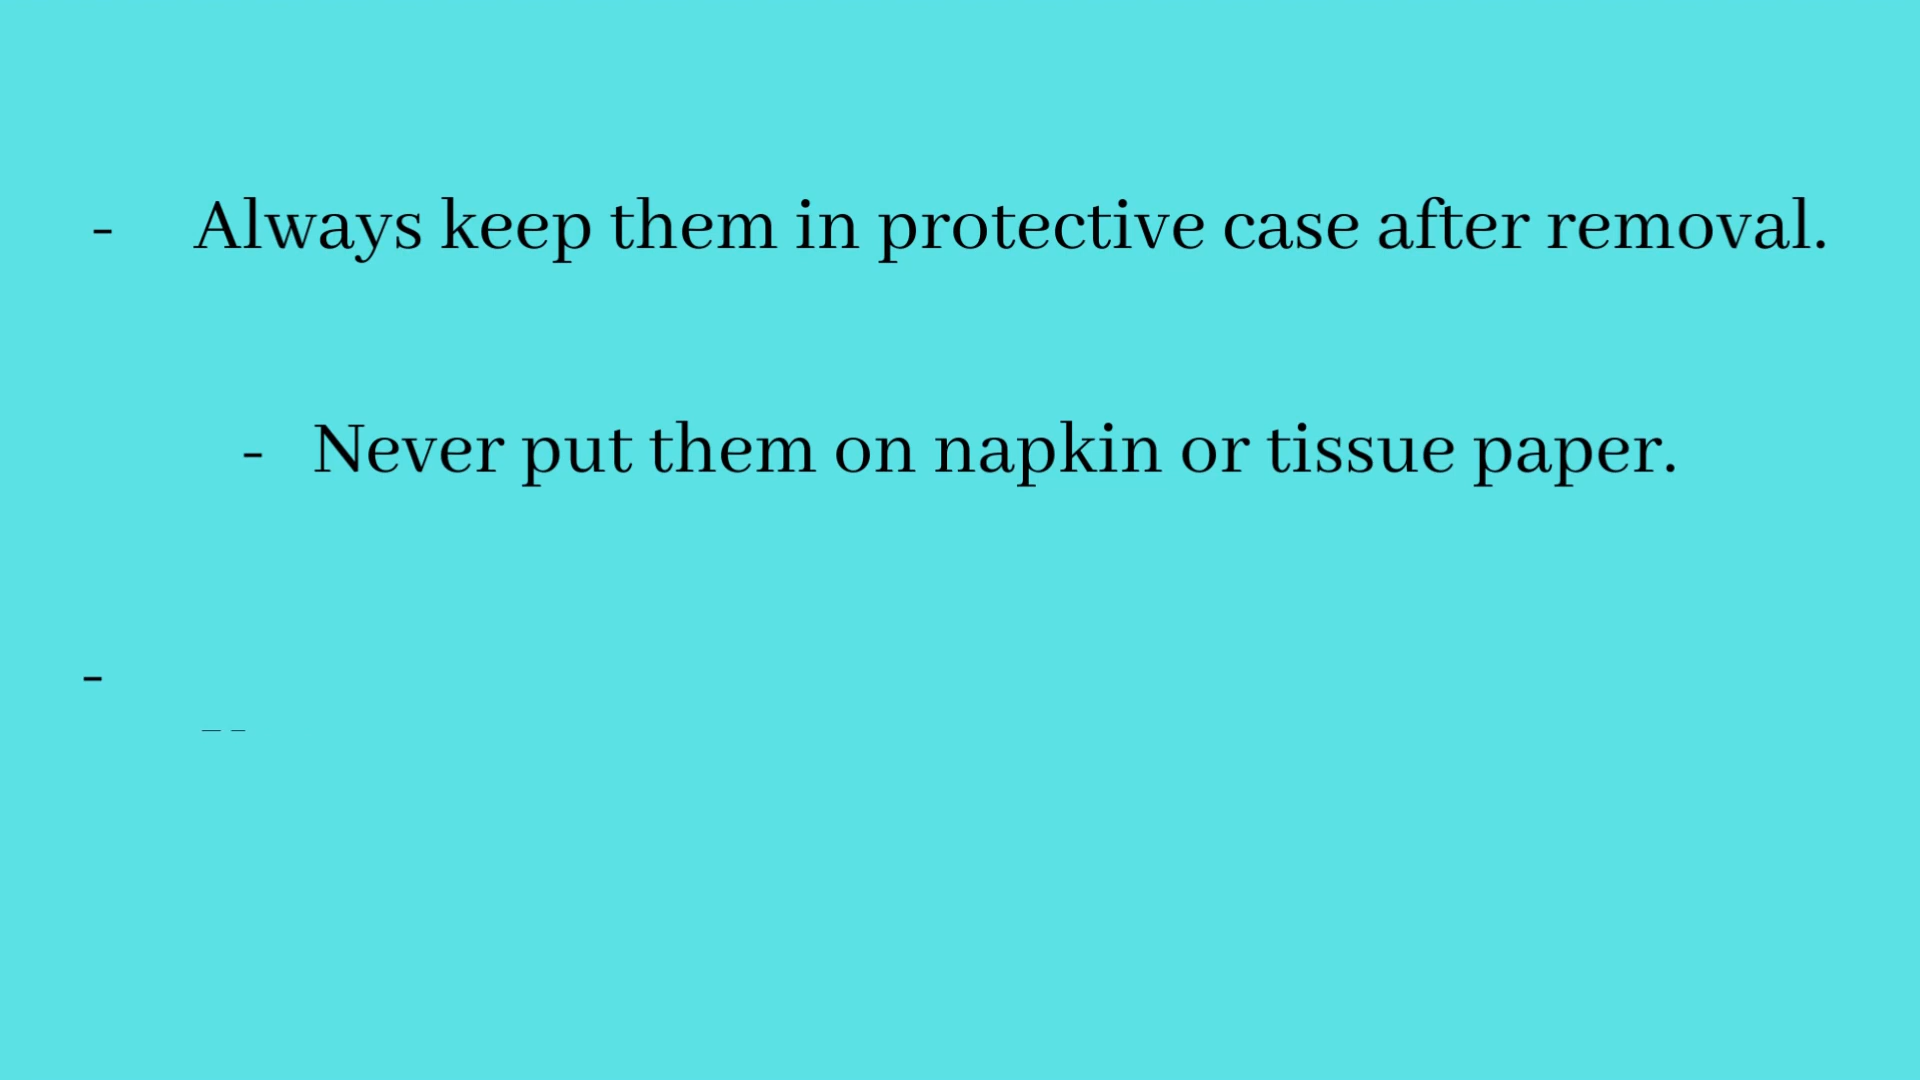 - Always keep them in protective case after removal.
- Never put them on napkin or tissue paper.
-